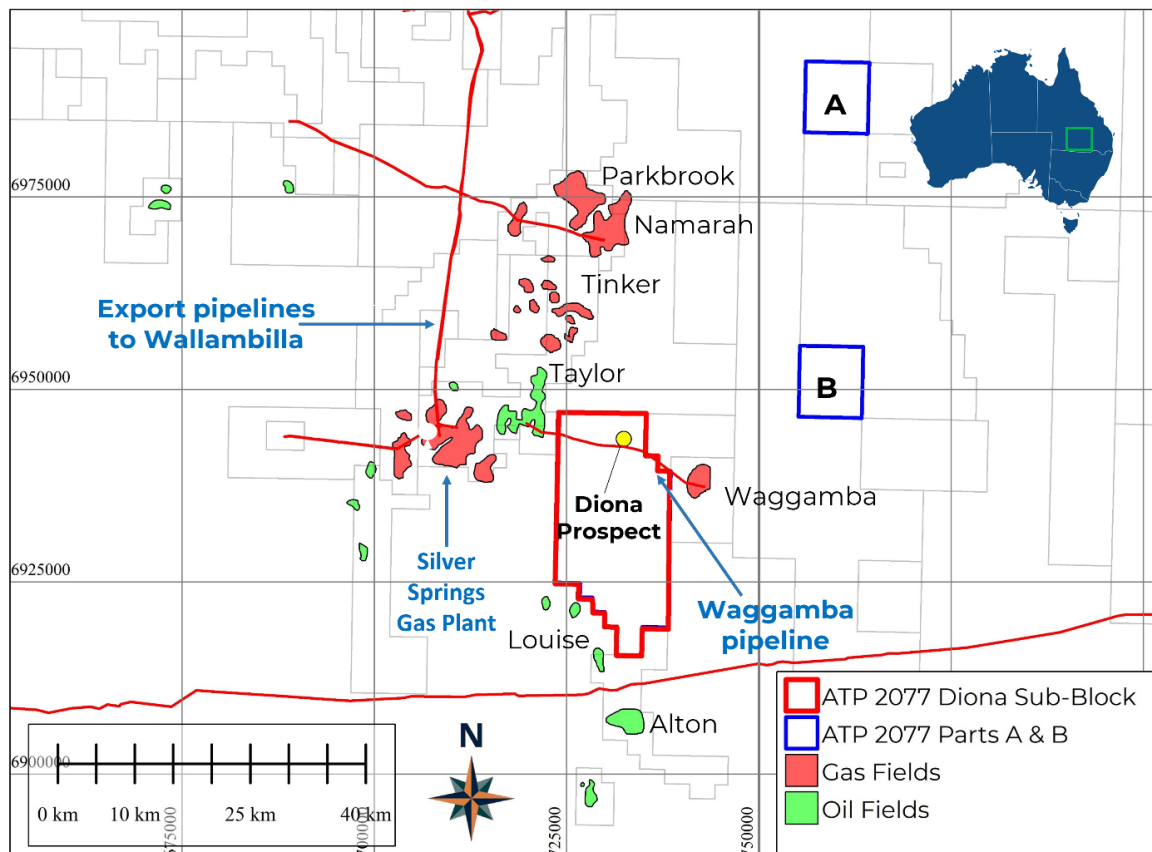 A
Parkbrook
6975000
Namarah
Tinker
Export pipelines
to Wallambilla
6950000
Taylor
B
Waggamba
Diona
Prospect
Silver
Springs
Gas Plant
6925000
Waggamba
pipeline
Louise
Alton
N
ATP 2077 Diona Sub-Block
ATP 2077 Parts A & B
Gas Fields
Oil Fields
6900000
0 km 10 km 25 km 40 km
725000
750000